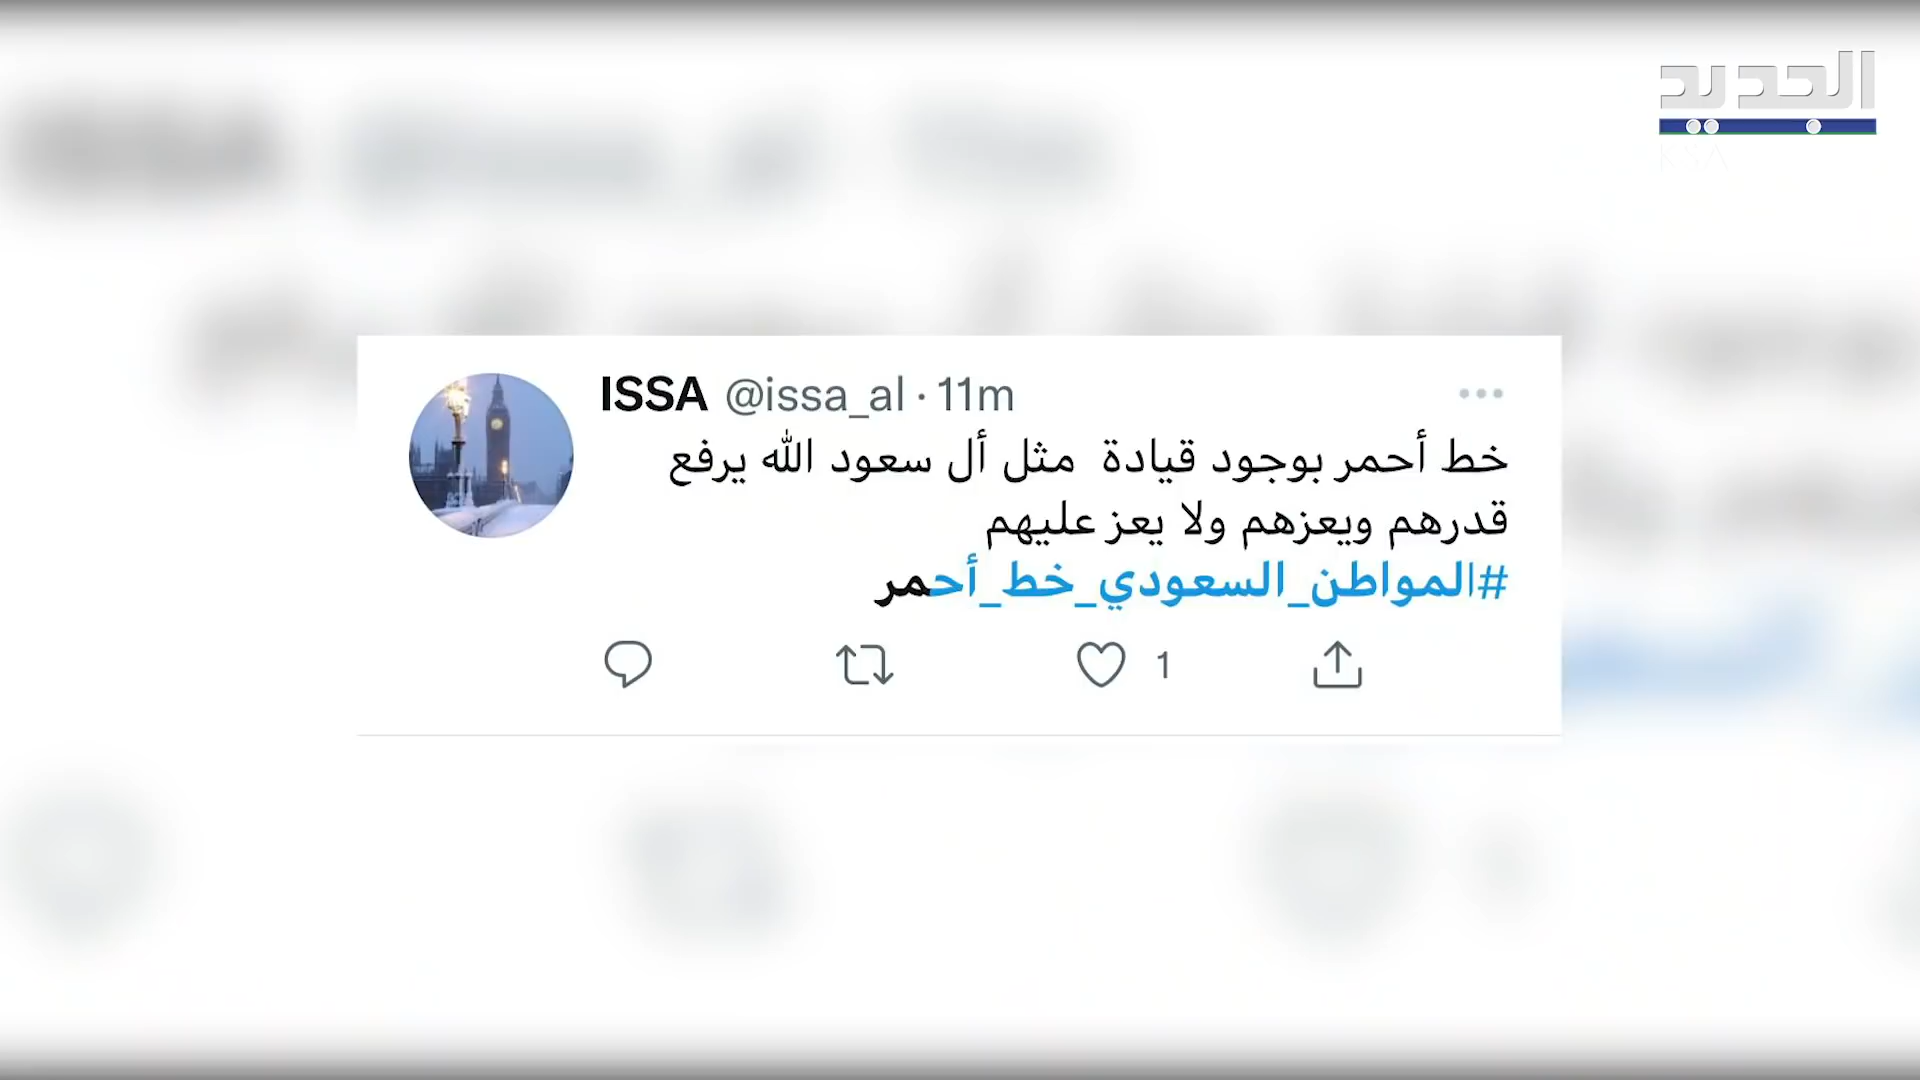 الجديد
KSA
ISSA @issa_al · 11m
خط أحمر بوجود قيادة مثل أل سعود الله يرفع
قدرهم ويعزهم ولا يعز عليهم
#المواطن_السعودي_خط_أحمر
1